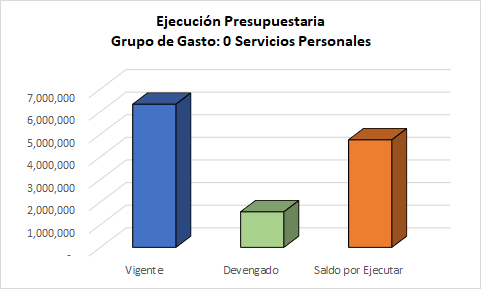 Ejecución Presupuestaria
Grupo de Gasto: 0 Servicios Personales
7,000,000
6,000,000
5,000,000
4,000,000
3,000,000
2,000,000
1,000,000
-
Vigente Devengado Saldo por Ejecutar